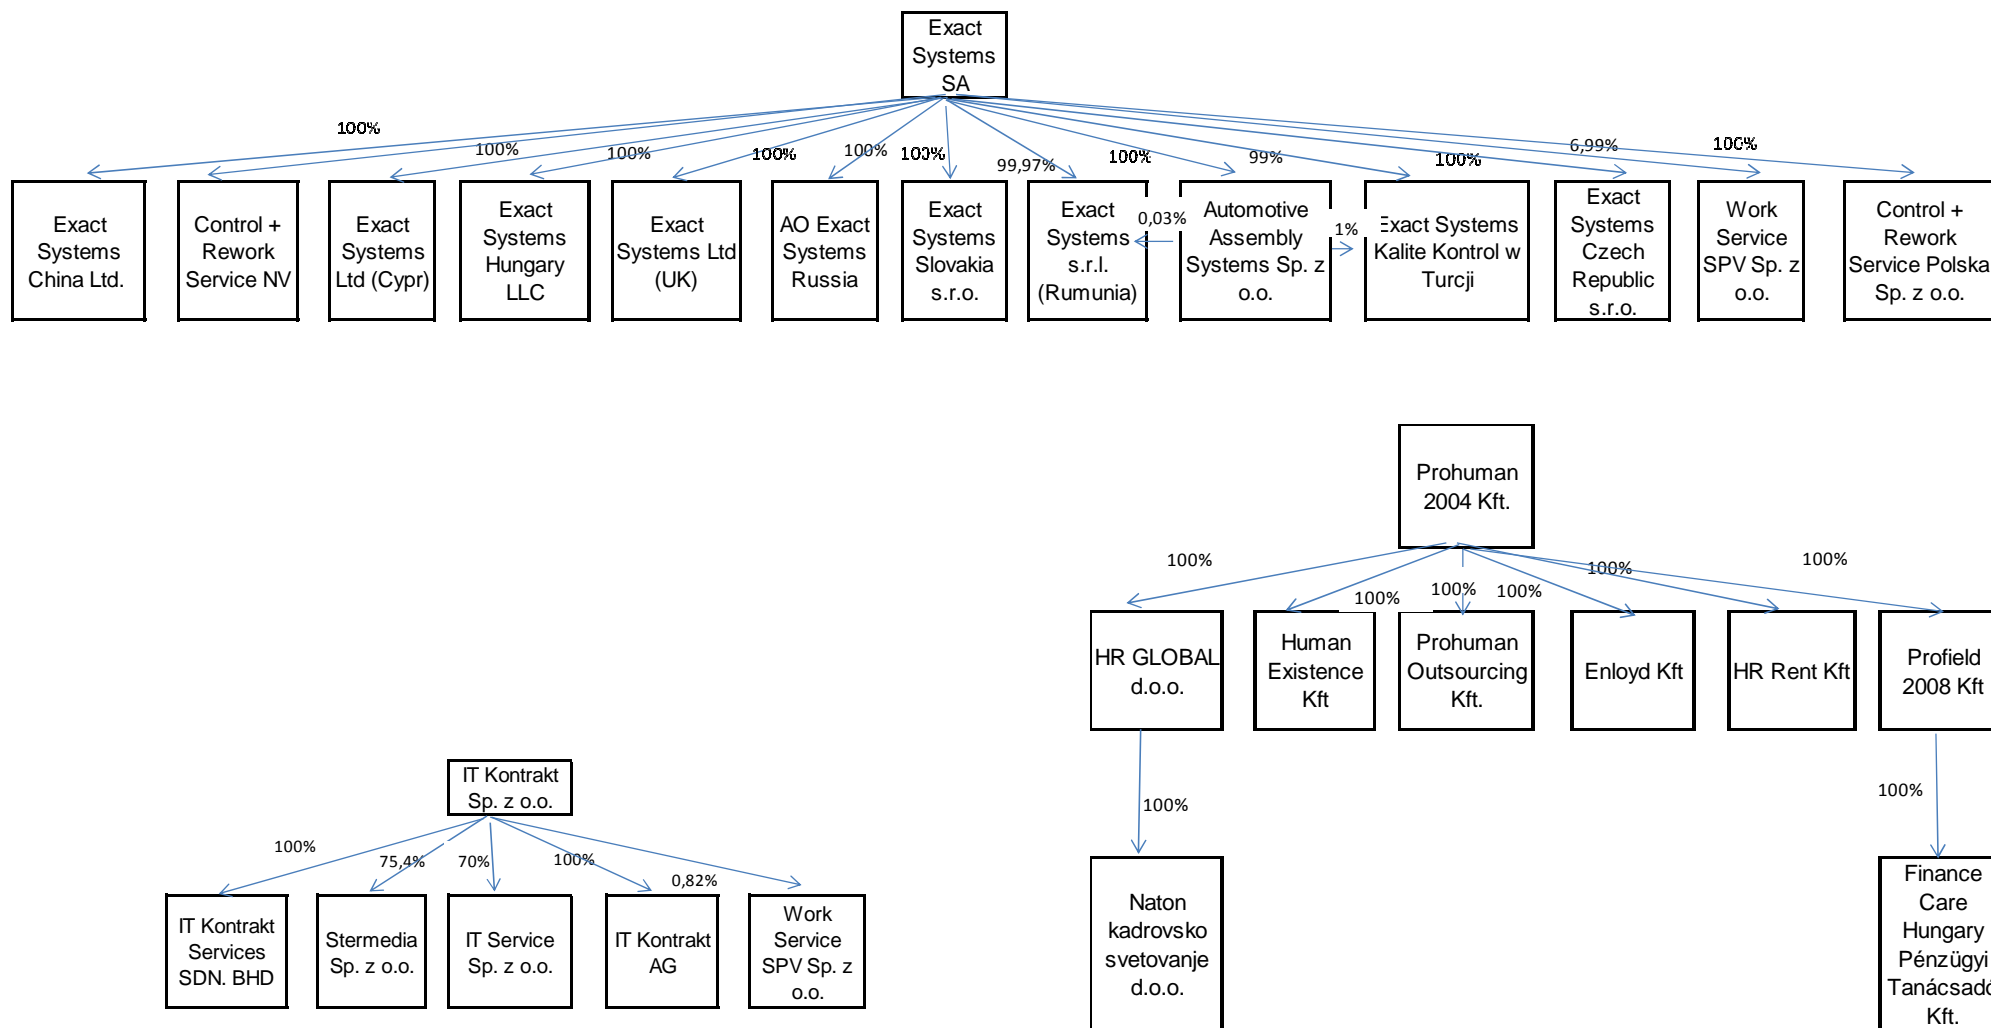 Exact
Systems
SA
100%
100%
100%
100%
100%
100%
99,97%
100%
99%
100%
6,99%
100%
Exact
Systems
China Ltd.
Control +
Rework
Service NV
Exact
Systems
Ltd (Cypr)
Exact
Systems
Hungary
LLC
Exact
Systems Ltd
(UK)
AO Exact
Systems
Russia
Exact
Systems
Slovakia
s.r.o.
Exact
Systems
s.r.l.
(Rumunia)
0,03%
Automotive
Assembly
Systems Sp. z
o.o.
1%
Exact Systems
Kalite Kontrol w
Turcji
Exact
Systems
Czech
Republic
s.r.o.
Work
Service
SPV Sp. z
o.o.
Control +
Rework
Service Polska
Sp. z o.o.
Prohuman
2004 Kft.
100%
100%
100%
100%
100%
100%
HR GLOBAL
d.o.o.
Human
Existence
Kft
Prohuman
Outsourcing
Kft.
Enloyd Kft
HR Rent Kft
Profield
2008 Kft
100%
100%
Naton
kadrovsko
svetovanje
d.o.o.
Finance
Care
Hungary
Pénzügyi
Tanácsadó
Kft.
IT Kontrakt
Sp. z o.o.
100%
75,4%
70%
100%
0,82%
IT Kontrakt
Services
SDN. BHD
Stermedia
Sp. z o.o.
IT Service
Sp. z o.o.
IT Kontrakt
AG
Work
Service
SPV Sp. z
o.o.